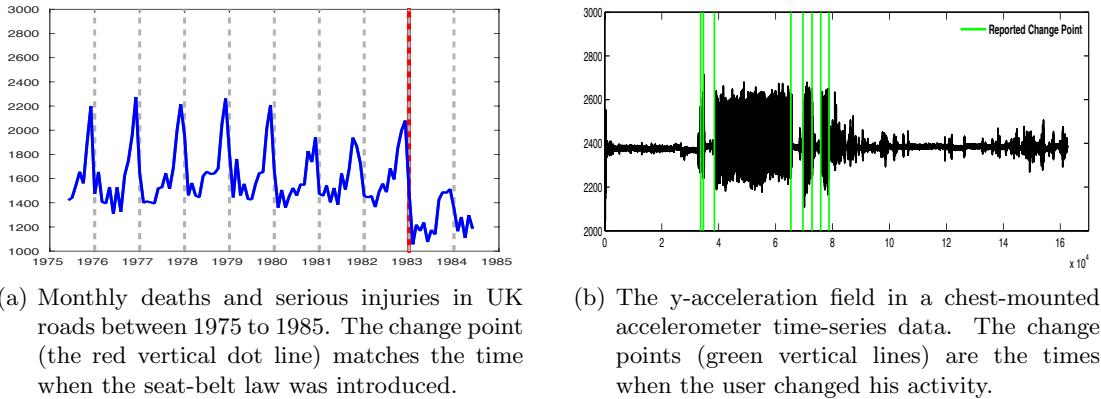 3000
2800
2600
2400
2200
2000
1800
1600
1400
1200
1000
1975 1976 1977 1978 1979 1980 1981 1982 1983 1984 1985
3000
2800
2600
2400
2200
2000
0 2 4 6 8 10 12 14 16
x 10^4
Reported Change Point
(a) Monthly deaths and serious injuries in UK
roads between 1975 to 1985. The change point
(the red vertical dot line) matches the time
when the seat-belt law was introduced.
(b) The y-acceleration field in a chest-mounted
accelerometer time-series data. The change
points (green vertical lines) are the times
when the user changed his activity.